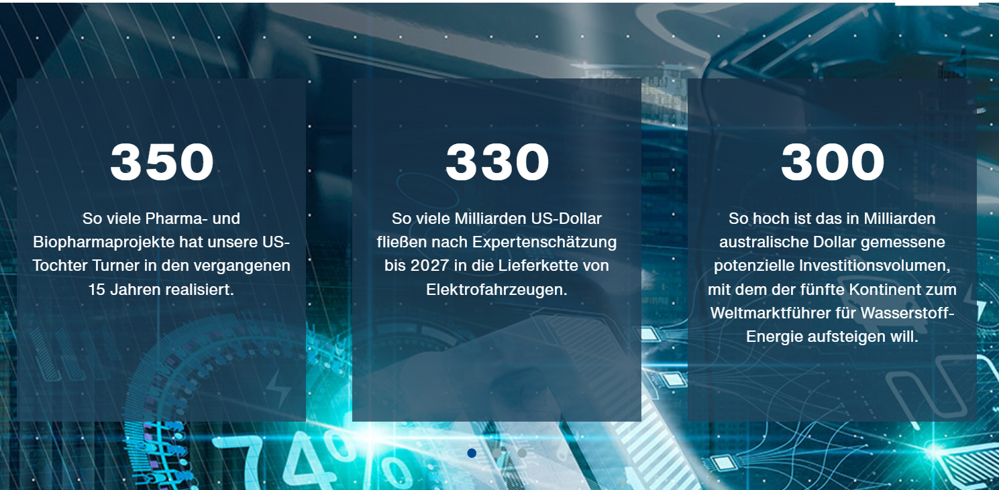 350
So viele Pharma- und
Biopharmaprojekte hat unsere US-
Tochter Turner in den vergangenen
15 Jahren realisiert.
330
So viele Milliarden US-Dollar
fließen nach Expertenschätzung
bis 2027 in die Lieferkette von
Elektrofahrzeugen.
300
So hoch ist das in Milliarden
australische Dollar gemessene
potenzielle Investitionsvolumen,
mit dem der fünfte Kontinent zum
Weltmarktführer für Wasserstoff-
Energie aufsteigen will.
74%